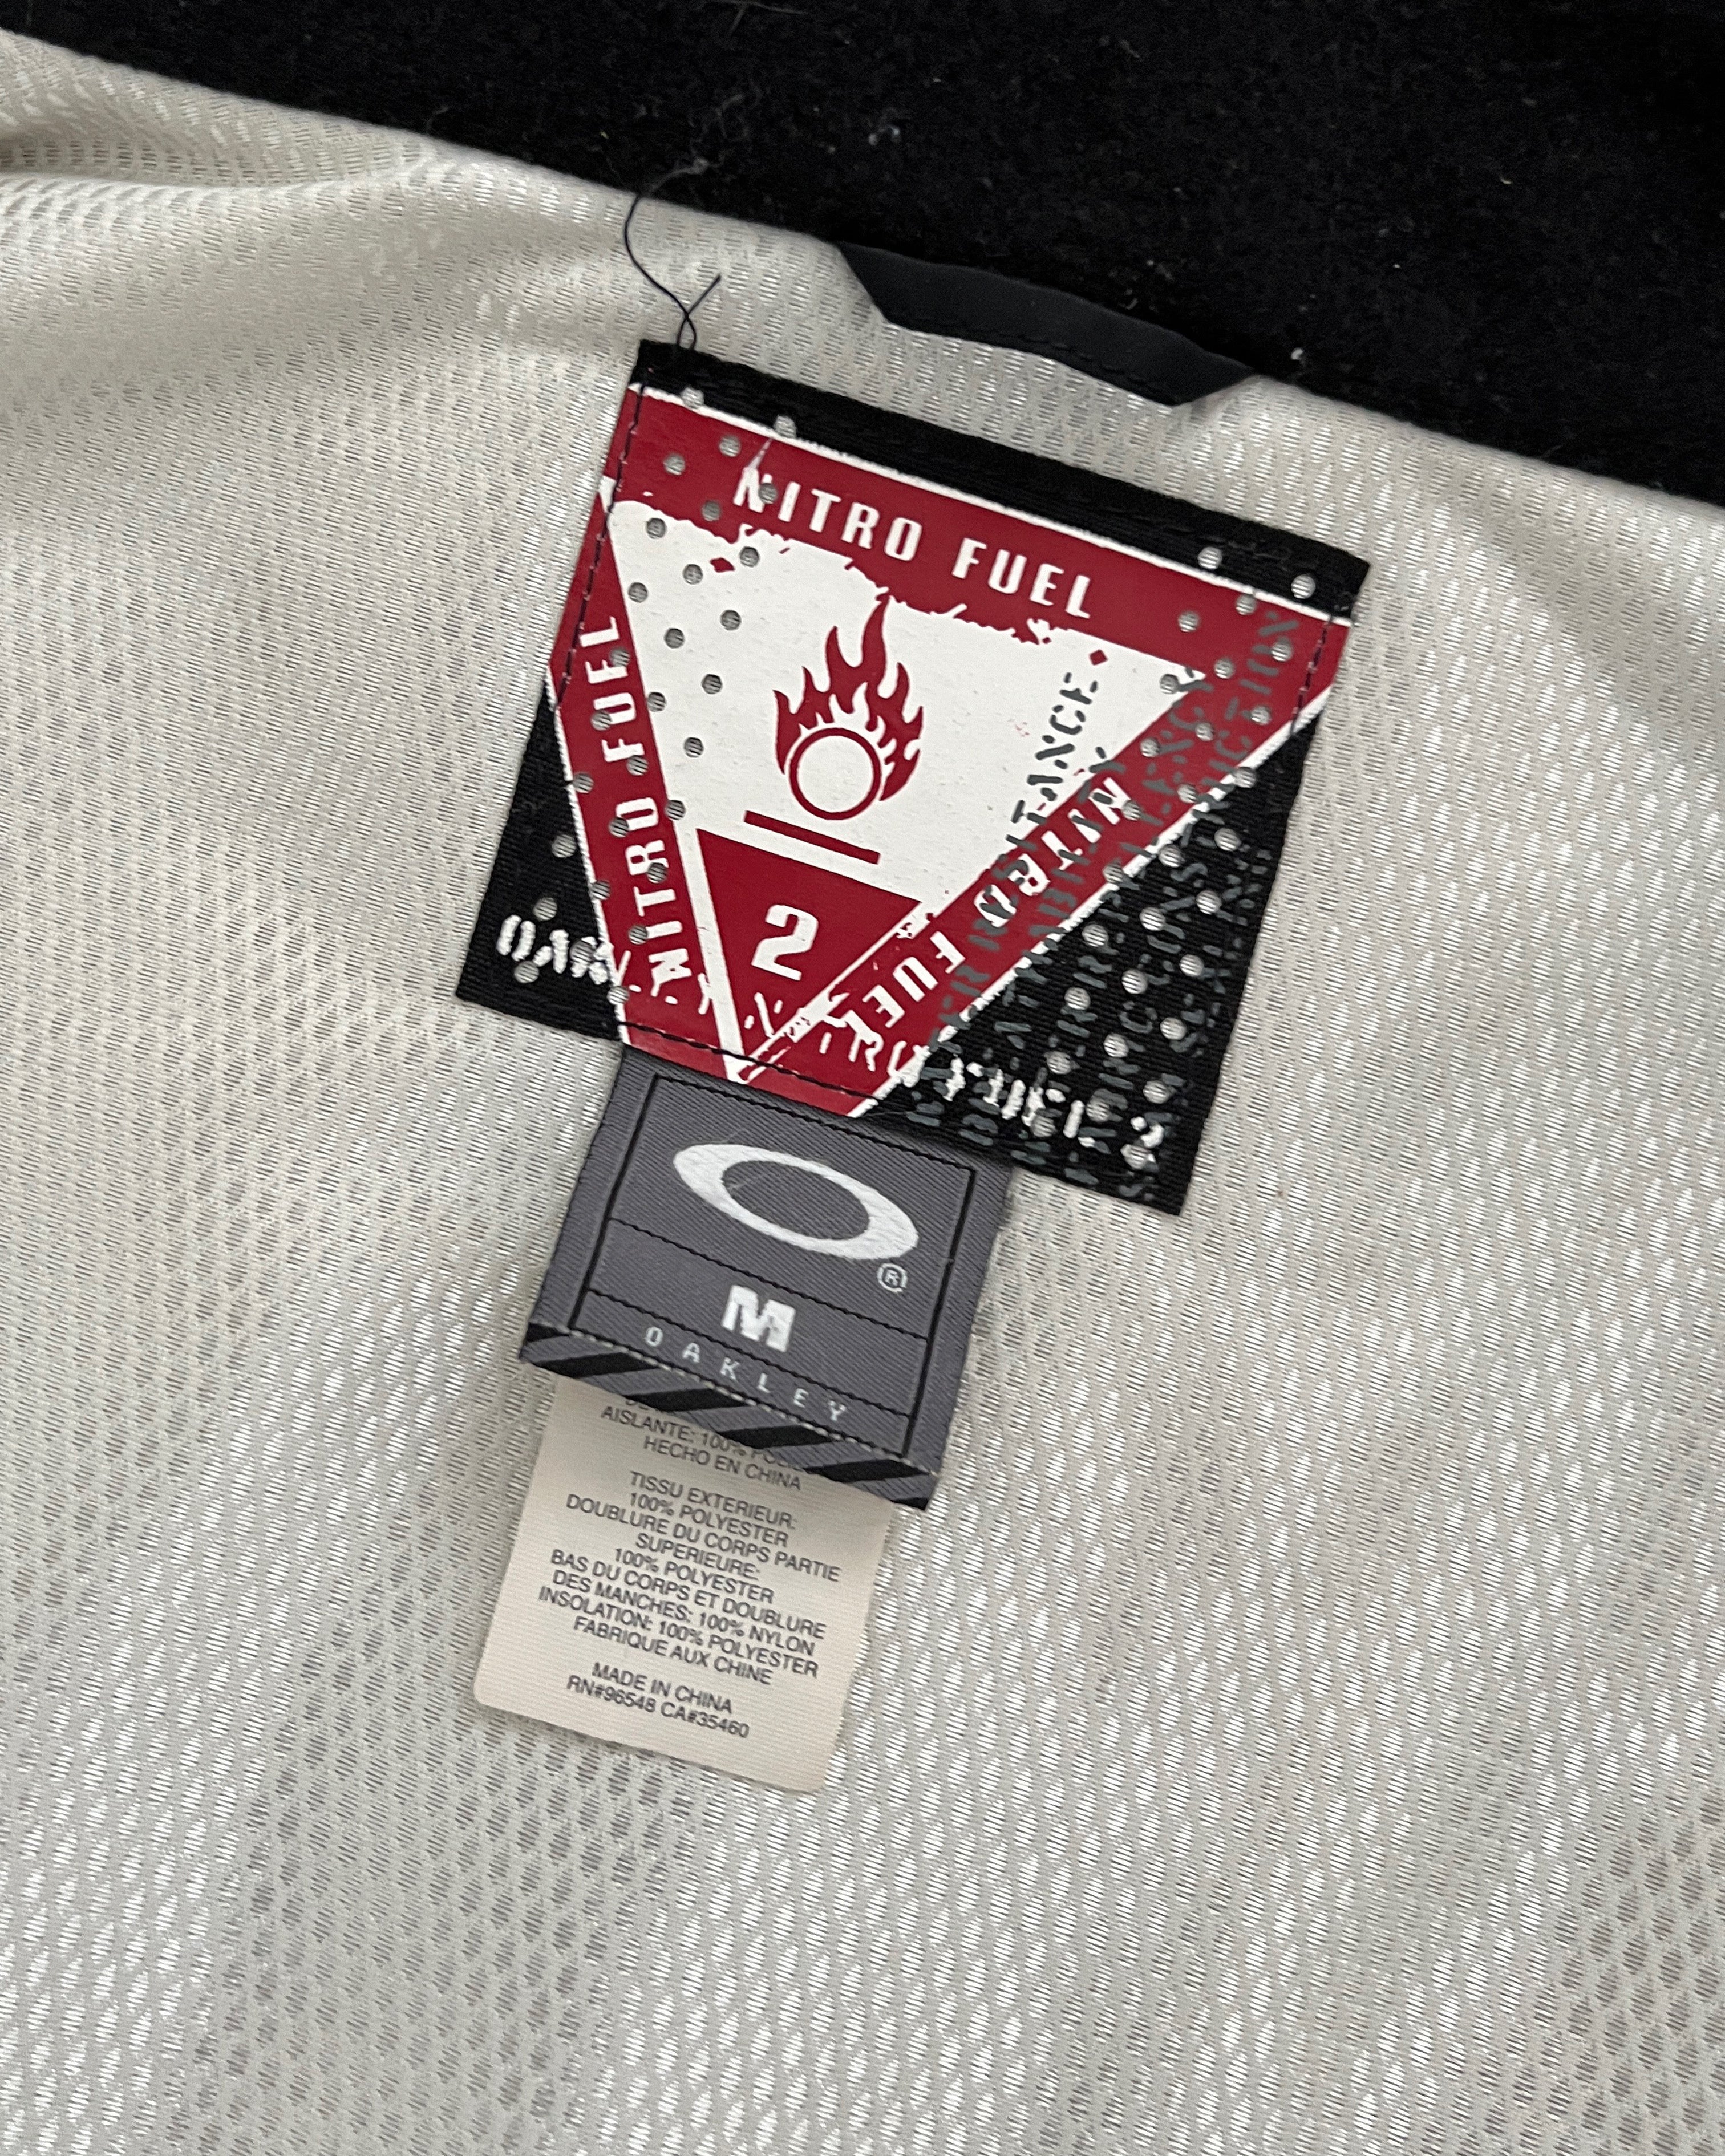 NITRO FUEL
NITRO FUEL
NITRO FUEL
2
®
M
OAKLEY
AISLANTE: 100%
HECHO EN CHINA
TISSU EXTERIEUR:
100% POLYESTER
DOUBLURE DU CORPS PARTIE
SUPERIEURE:
100% POLYESTER
BAS DU CORPS ET DOUBLURE
DES MANCHES: 100% NYLON
INSOLATION: 100% POLYESTER
FABRIQUE AUX CHINE
MADE IN CHINA
RN#96548 CA#35460